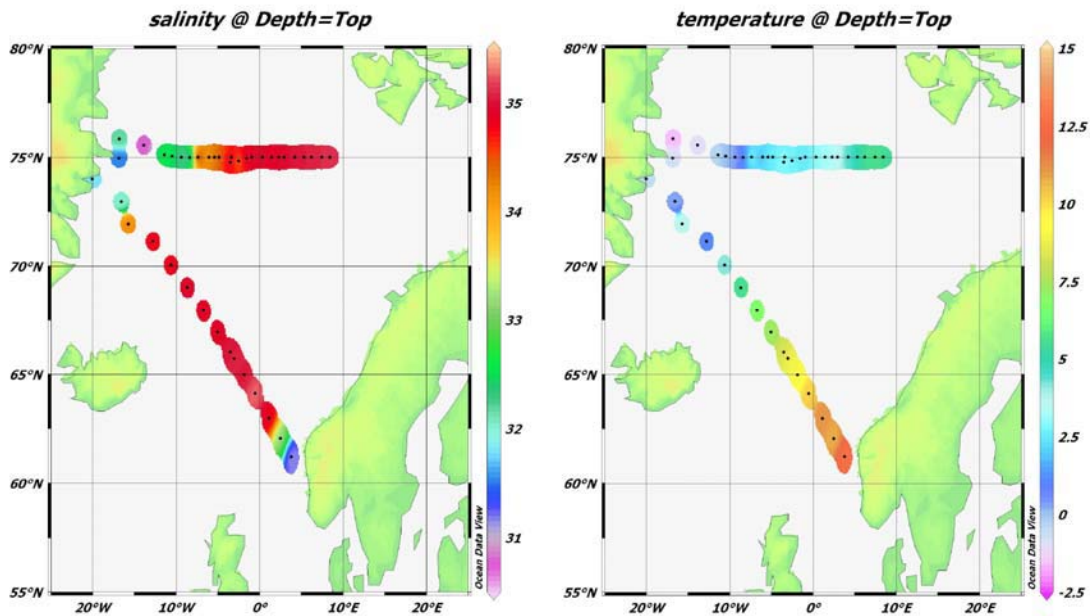 salinity @ Depth=Top
80°N
75°N
70°N
65°N
60°N
55°N
20°W
10°W
0°
10°E
20°E
35
34
33
32
31
Ocean Data View
temperature @ Depth=Top
80°N
75°N
70°N
65°N
60°N
55°N
20°W
10°W
0°
10°E
20°E
15
12.5
10
7.5
5
2.5
0
-2.5
Ocean Data View